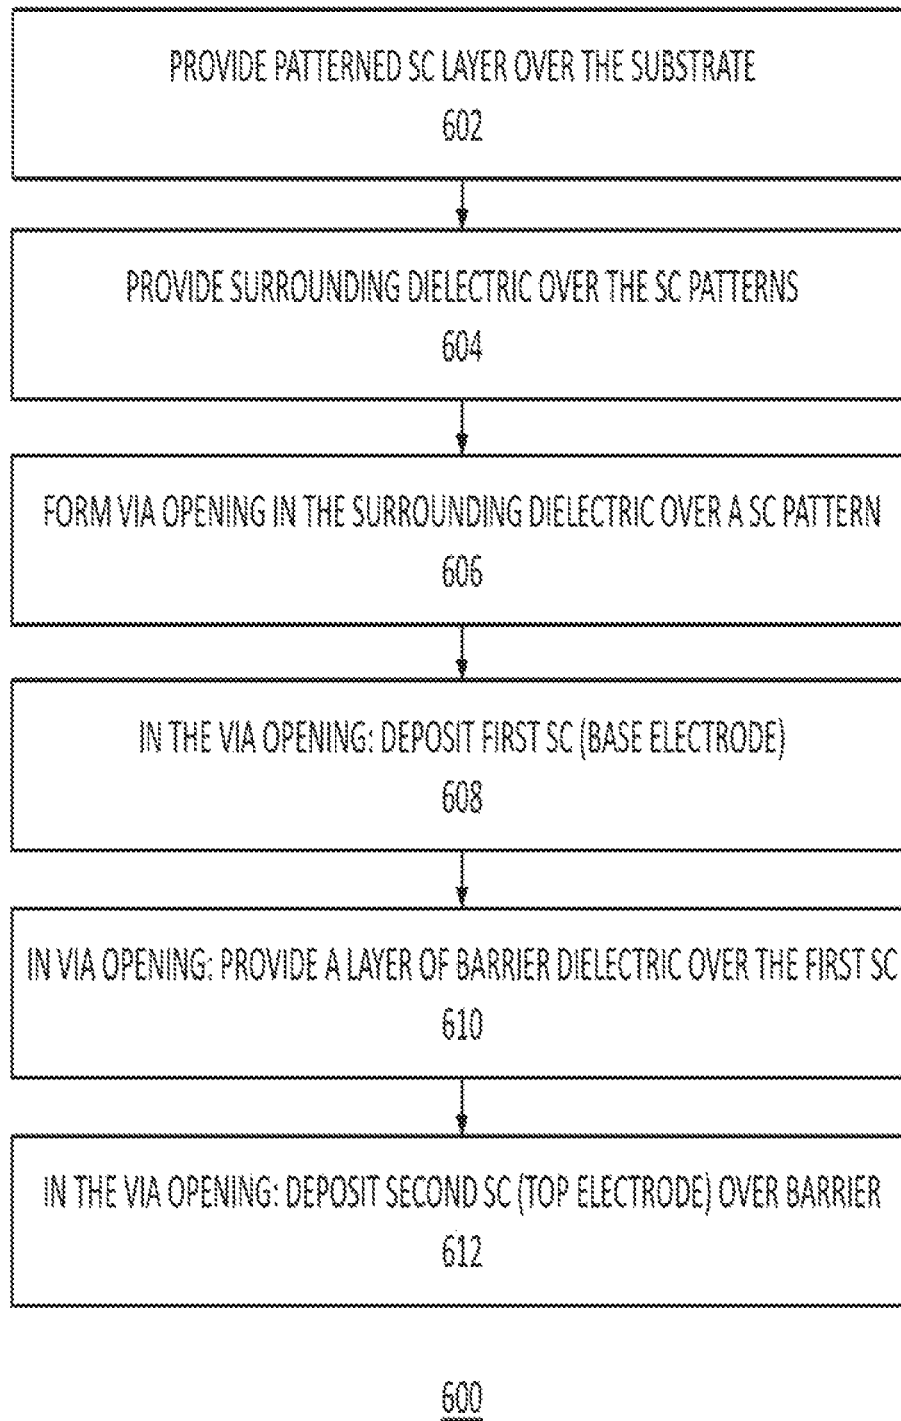 PROVIDE PATTERNED SC LAYER OVER THE SUBSTRATE
602
PROVIDE SURROUNDING DIELECTRIC OVER THE SC PATTERNS
604
FORM VIA OPENING IN THE SURROUNDING DIELECTRIC OVER A SC PATTERN
606
IN THE VIA OPENING: DEPOSIT FIRST SC (BASE ELECTRODE)
608
IN VIA OPENING: PROVIDE A LAYER OF BARRIER DIELECTRIC OVER THE FIRST SC
610
IN THE VIA OPENING: DEPOSIT SECOND SC (TOP ELECTRODE) OVER BARRIER
612
600